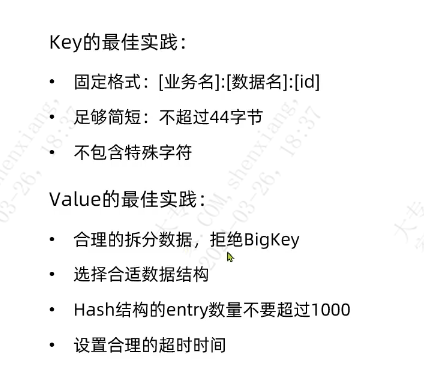 Key的最佳实践：
• 固定格式：[业务名]:[数据名]:[id]
• 足够简短：不超过44字节
• 不包含特殊字符
Value的最佳实践：
• 合理的拆分数据，拒绝BigKey
• 选择合适数据结构
• Hash结构的entry数量不要超过1000
• 设置合理的超时时间